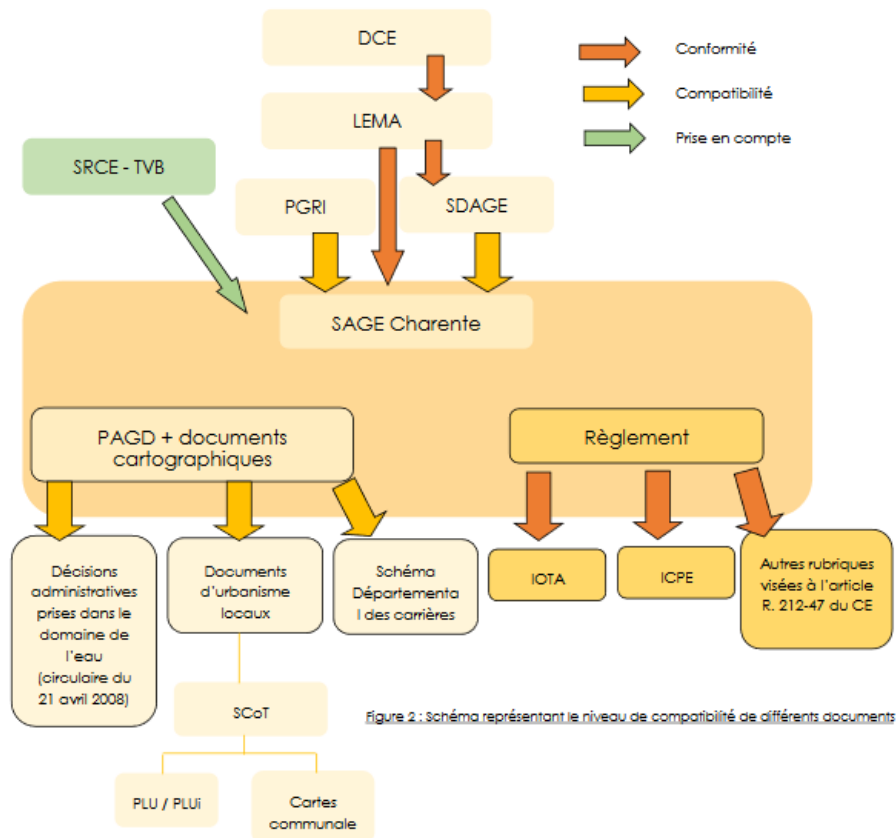 DCE
Conformité
Compatibilité
LEMA
Prise en compte
SRCE - TVB
PGRI
SDAGE
SAGE Charente
PAGD + documents
cartographiques
Règlement
Décisions
administratives
prises dans le
domaine de
l'eau
(circulaire du
21 avril 2008)
Documents
d'urbanisme
locaux
Schéma
Départementa
l des carrières
IOTA
ICPE
Autres rubriques
visées à l'article
R. 212-47 du CE
SCoT
Figure 2 : Schéma représentant le niveau de compatibilité de différents documents
PLU / PLUi
Cartes
communale